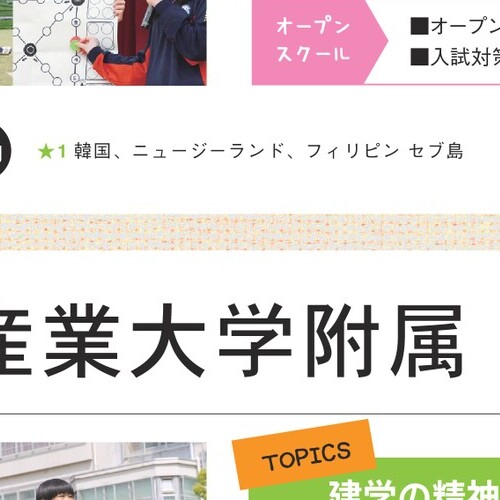 オープン
スクール
■オープン
■入試対策
★1 韓国、ニュージーランド、フィリピン セブ島
産業大学附属
TOPICS
建学の精神